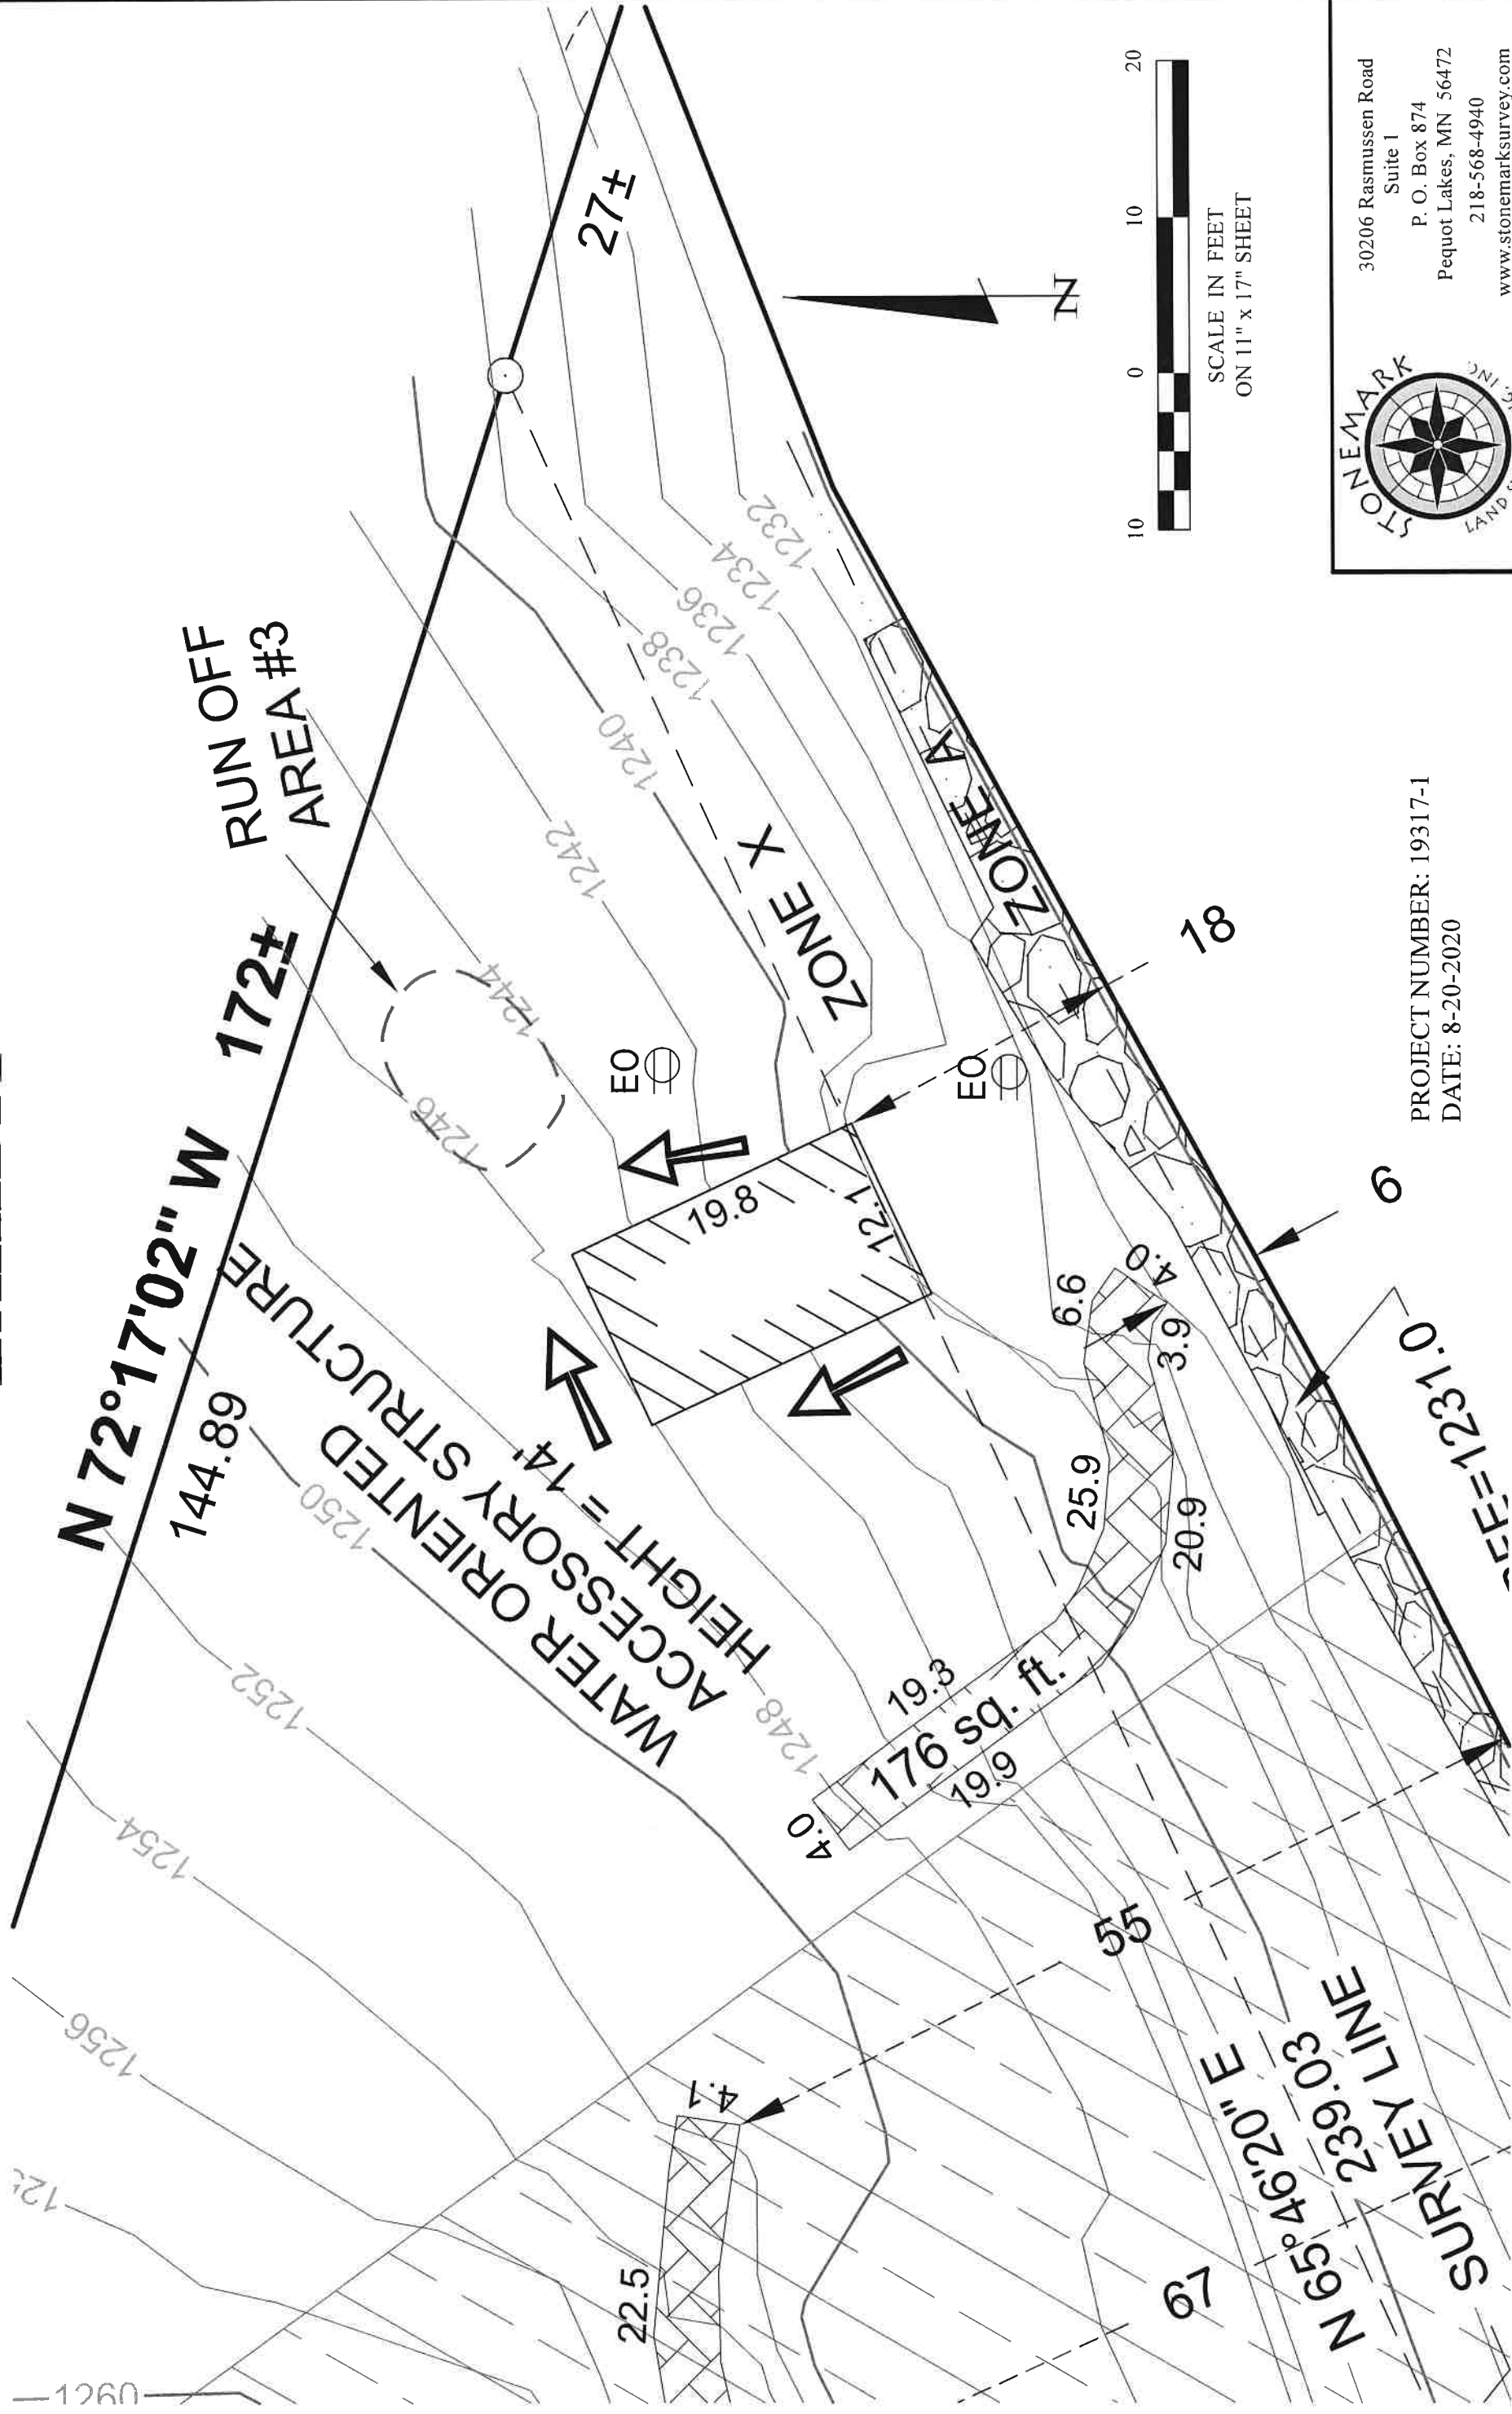 N 72°17'02" W 172±
144.89
27±
RUN OFF
AREA #3
WATER ORIENTED
ACCESSORY STRUCTURE
HEIGHT = 14'
1260
1256
1254
1252
1250
1248
1246
1244
1242
1240
1238
1236
1234
1232
EO
EO
19.8
12.1
ZONE X
ZONE A
18
6
6.6
4.0
3.9
25.9
20.9
19.3
176 sq. ft.
19.9
4.0
4.1
22.5
55
67
N 65°46'20" E
239.03
SURVEY LINE
=1231.0
N
10 0 10 20
SCALE IN FEET
ON 11" x 17" SHEET
PROJECT NUMBER: 19317-1
DATE: 8-20-2020
STONEMARK
LAND
30206 Rasmussen Road
Suite 1
P. O. Box 874
Pequot Lakes, MN 56472
218-568-4940
www.stonemarksurvey.com